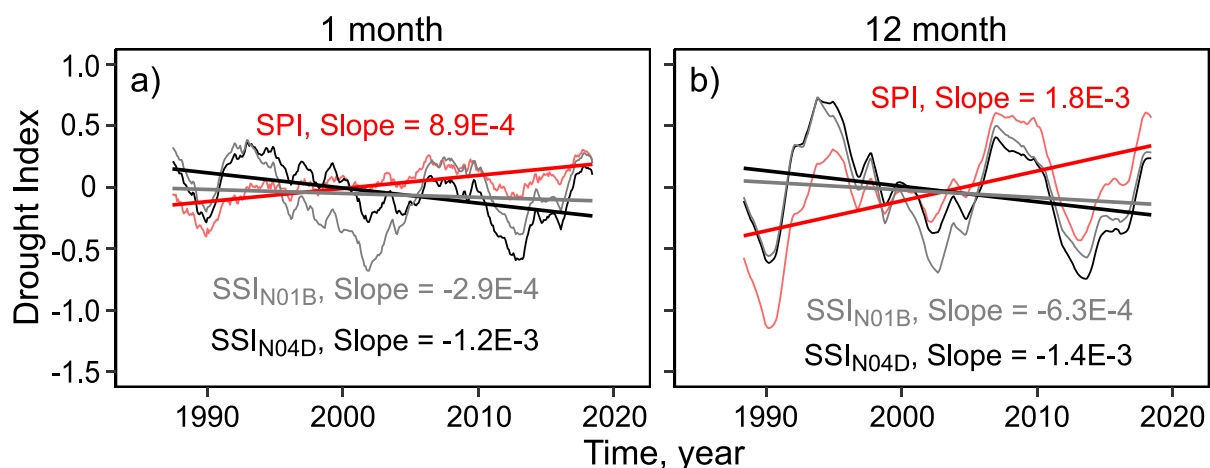 1 month
12 month
a)
b)
SPI, Slope = 8.9E-4
SPI, Slope = 1.8E-3
SSIN01B, Slope = -2.9E-4
SSIN04D, Slope = -1.2E-3
SSIN01B, Slope = -6.3E-4
SSIN04D, Slope = -1.4E-3
Drought Index
1.0
0.5
0
-0.5
-1.0
-1.5
1990 2000 2010 2020
1990 2000 2010 2020
Time, year